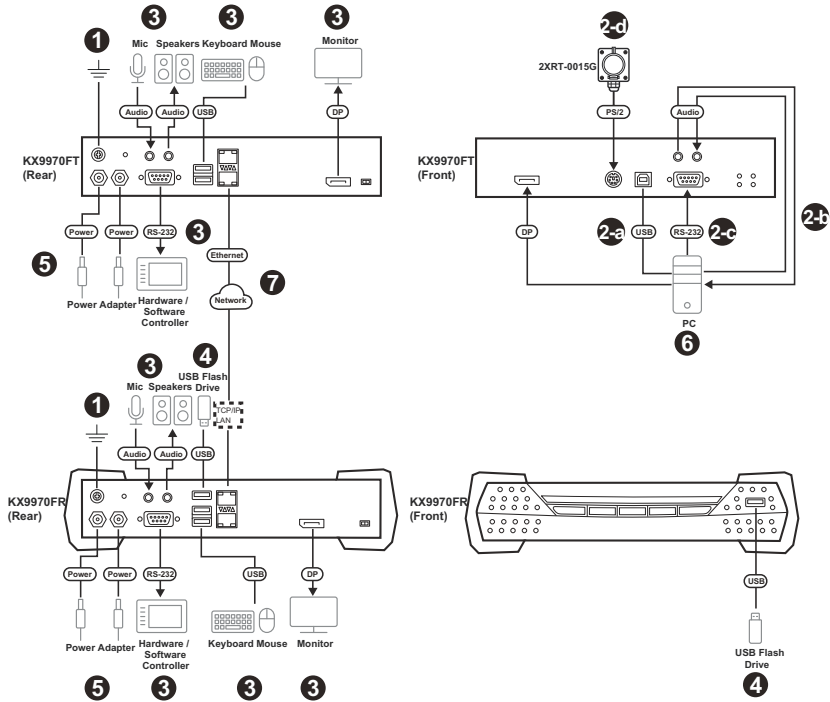 3
3
3
1
Mic Speakers Keyboard Mouse
Monitor
Audio
Audio
USB
DP
KX9970FT
(Rear)
Power
Power
RS-232
3
5
Ethernet
7
Power Adapter
Hardware /
Software
Controller
Network
2-d
2XRT-0015G
PS/2
Audio
KX9970FT
(Front)
2-b
DP
2-a
USB
RS-232
2-c
PC
6
3
4
USB Flash
Drive
Mic Speakers
1
TCP/IP
LAN
Audio
Audio
USB
KX9970FR
(Rear)
Power
Power
RS-232
USB
DP
Power Adapter
Hardware /
Software
Controller
Keyboard Mouse
Monitor
5
3
3
3
KX9970FR
(Front)
USB
USB Flash
Drive
4